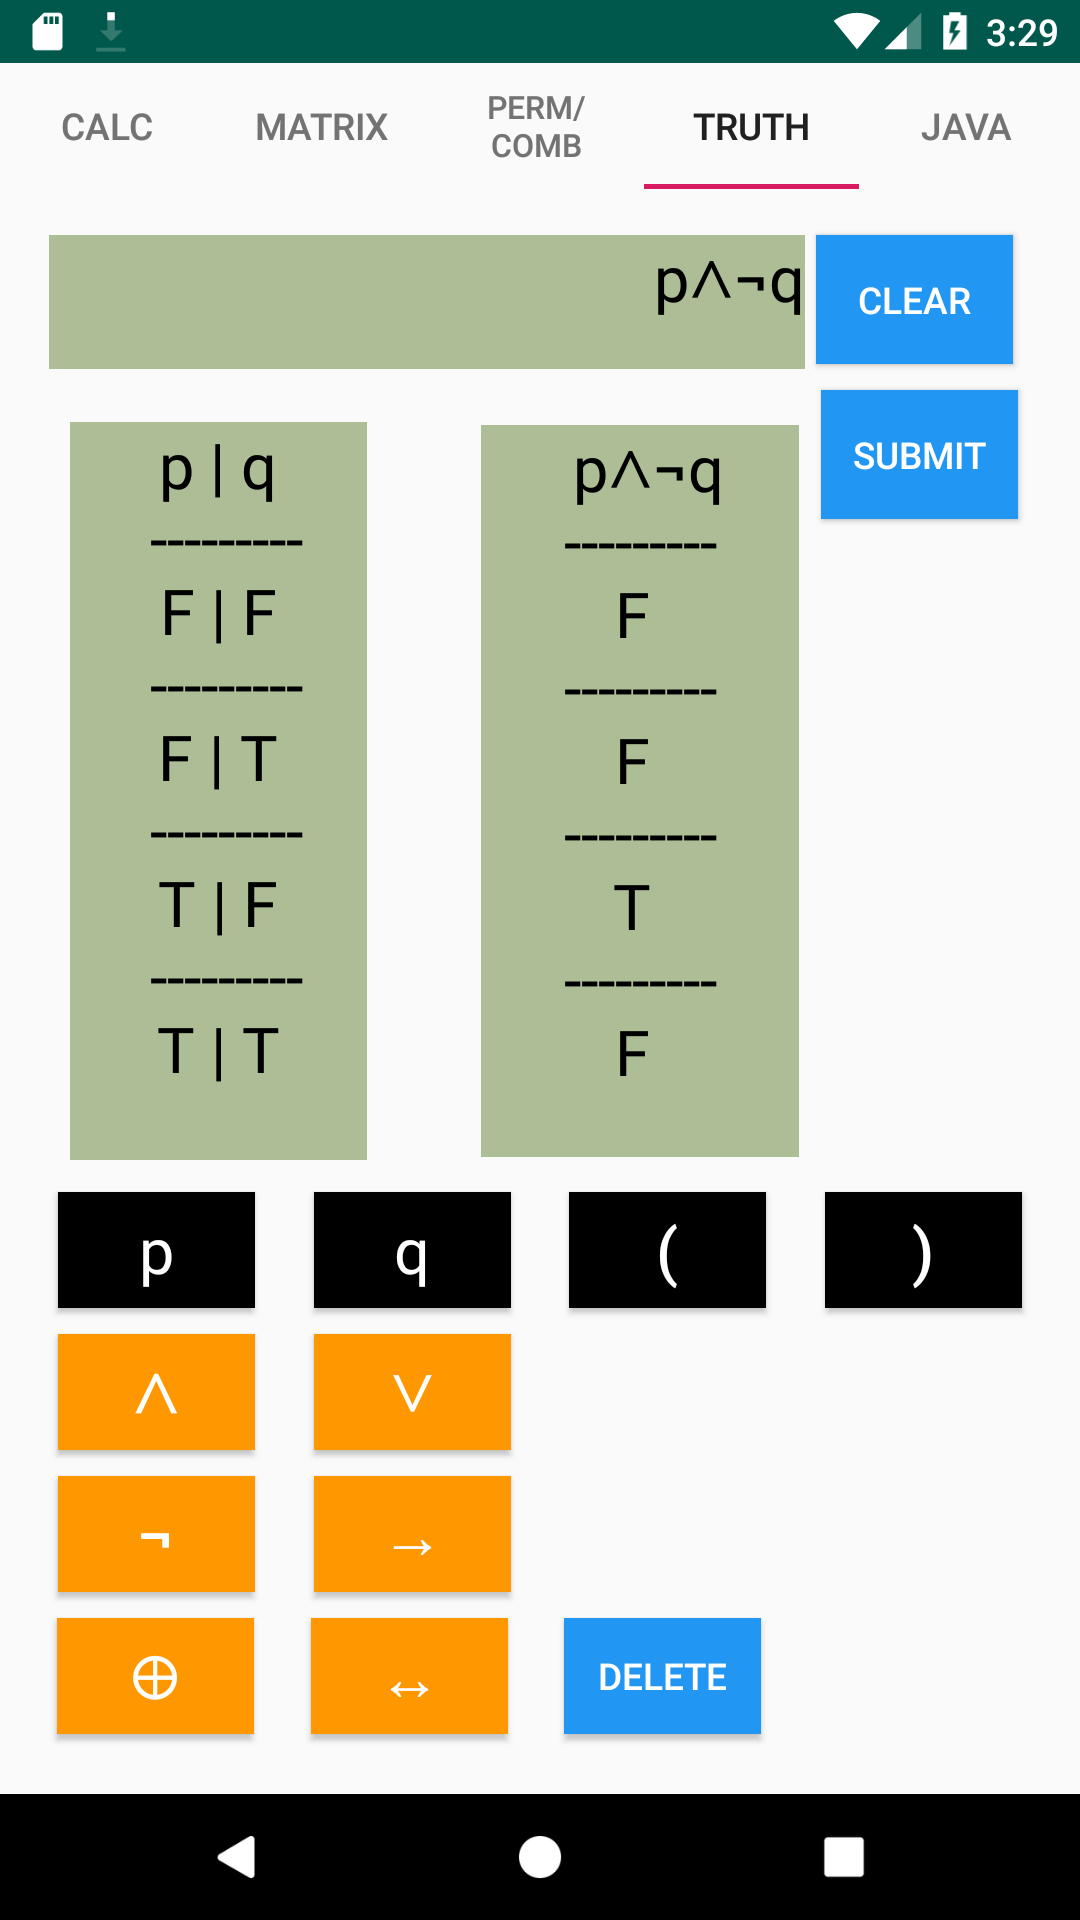 3:29
CALC MATRIX PERM/ COMB TRUTH JAVA
p∧¬q CLEAR
SUBMIT
p | q p∧¬q
--------- ---------
F | F F
--------- ---------
F | T F
--------- ---------
T | F T
--------- ---------
T | T F
p q ( )
∧ ∨
¬ →
⊕ ↔ DELETE